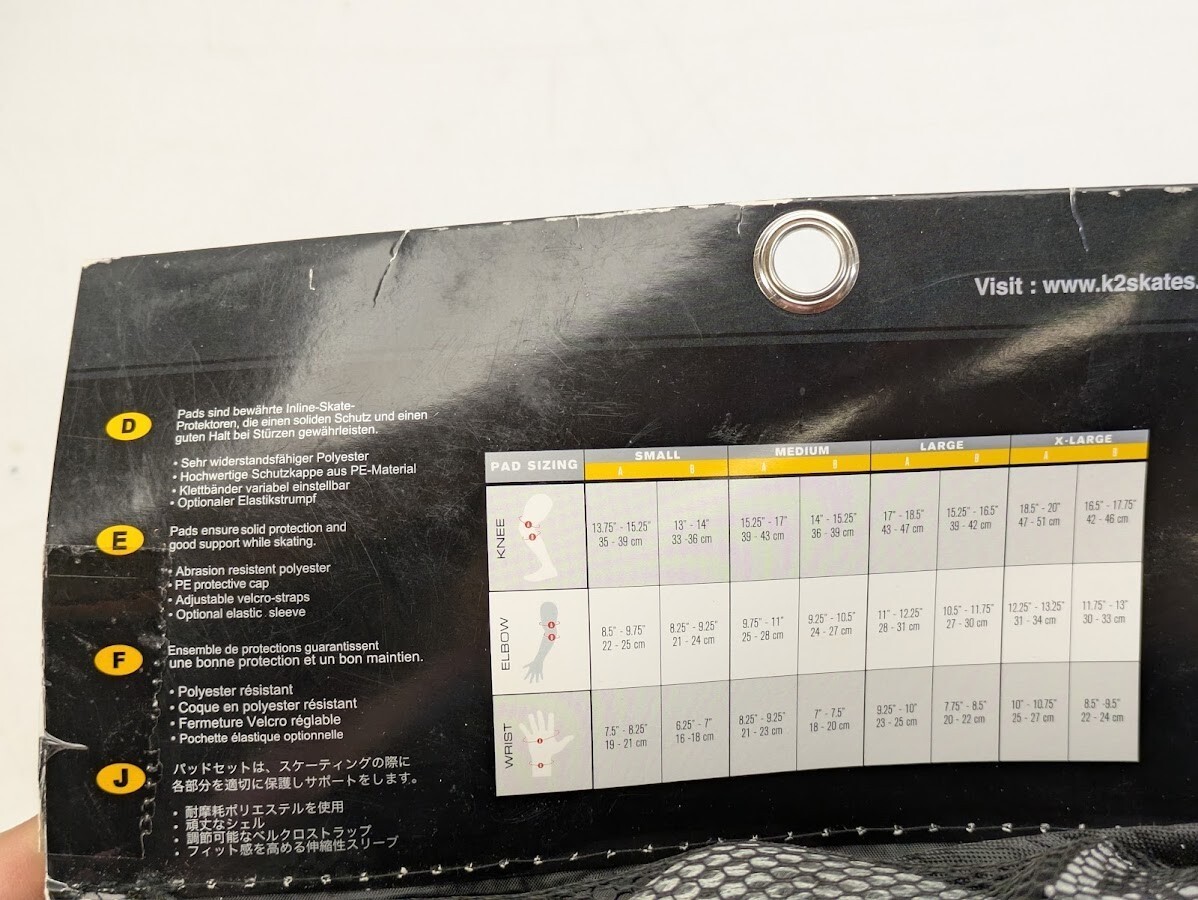 Visit : www.k2skates.
D
Pads sind bewährte Inline-Skate-
Protektoren, die einen soliden Schutz und einen
guten Halt bei Stürzen gewährleisten.
• Sehr widerstandsfähiger Polyester
• Hochwertige Schutzkappe aus PE-Material
• Klettbänder variabel einstellbar
• Optionaler Elastikstrumpf
E
Pads ensure solid protection and
good support while skating.
• Abrasion resistant polyester
• PE protective cap
• Adjustable velcro-straps
• Optional elastic sleeve
F
Ensemble de protections guarantissent
une bonne protection et un bon maintien.
• Polyester résistant
• Coque en polyester résistant
• Fermeture Velcro réglable
• Pochette élastique optionnelle
J
パッドセットは、スケーティングの際に
各部分を適切に保護しサポートをします。
• 耐摩耗ポリエステルを使用
• 頑丈なシェル
• 調節可能なベルクロストラップ
• フィット感を高める伸縮性スリーブ
PAD SIZING SMALL MEDIUM LARGE X-LARGE
A B A B A B A B
KNEE
13.75" - 15.25" 13" - 14" 15.25" - 17" 14" - 15.25" 17" - 18.5" 15.25" - 16.5" 18.5" - 20" 16.5" - 17.75"
35 - 39 cm 33 -36 cm 39 - 43 cm 36 - 39 cm 43 - 47 cm 39 - 42 cm 47 - 51 cm 42 - 46 cm
ELBOW
8.5" - 9.75" 8.25" - 9.25" 9.75" - 11" 9.25" - 10.5" 11" - 12.25" 10.5" - 11.75" 12.25" - 13.25" 11.75" - 13"
22 - 25 cm 21 - 24 cm 25 - 28 cm 24 - 27 cm 28 - 31 cm 27 - 30 cm 31 - 34 cm 30 - 33 cm
WRIST
7.5" - 8.25" 6.25" - 7" 8.25" - 9.25" 7" - 7.5" 9.25" - 10" 7.75" - 8.5" 10" - 10.75" 8.5" -9.5"
19 - 21 cm 16 -18 cm 21 - 23 cm 18 - 20 cm 23 - 25 cm 20 - 22 cm 25 - 27 cm 22 - 24 cm